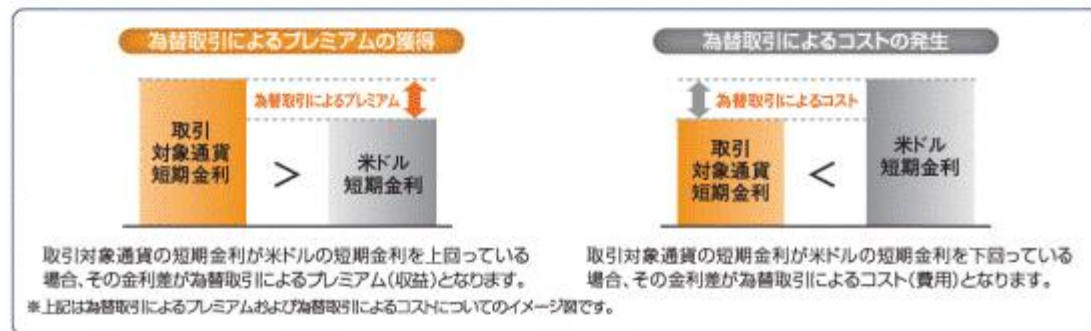 為替取引によるプレミアムの獲得
為替取引によるプレミアム
取引
対象通貨
短期金利
>
米ドル
短期金利
取引対象通貨の短期金利が米ドルの短期金利を上回っている
場合、その金利差が為替取引によるプレミアム(収益)となります。
為替取引によるコストの発生
為替取引によるコスト
取引
対象通貨
短期金利
<
米ドル
短期金利
取引対象通貨の短期金利が米ドルの短期金利を下回っている
場合、その金利差が為替取引によるコスト(費用)となります。
※上記は為替取引によるプレミアムおよび為替取引によるコストについてのイメージ図です。